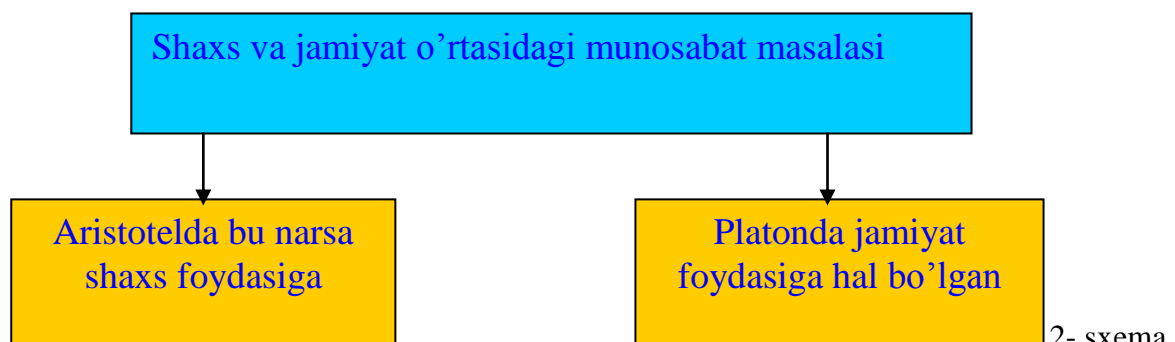 Shaxs va jamiyat o’rtasidagi munosabat masalasi
Aristotelda bu narsa
shaxs foydasiga
Platonda jamiyat
foydasiga hal bo’lgan
2- sxema